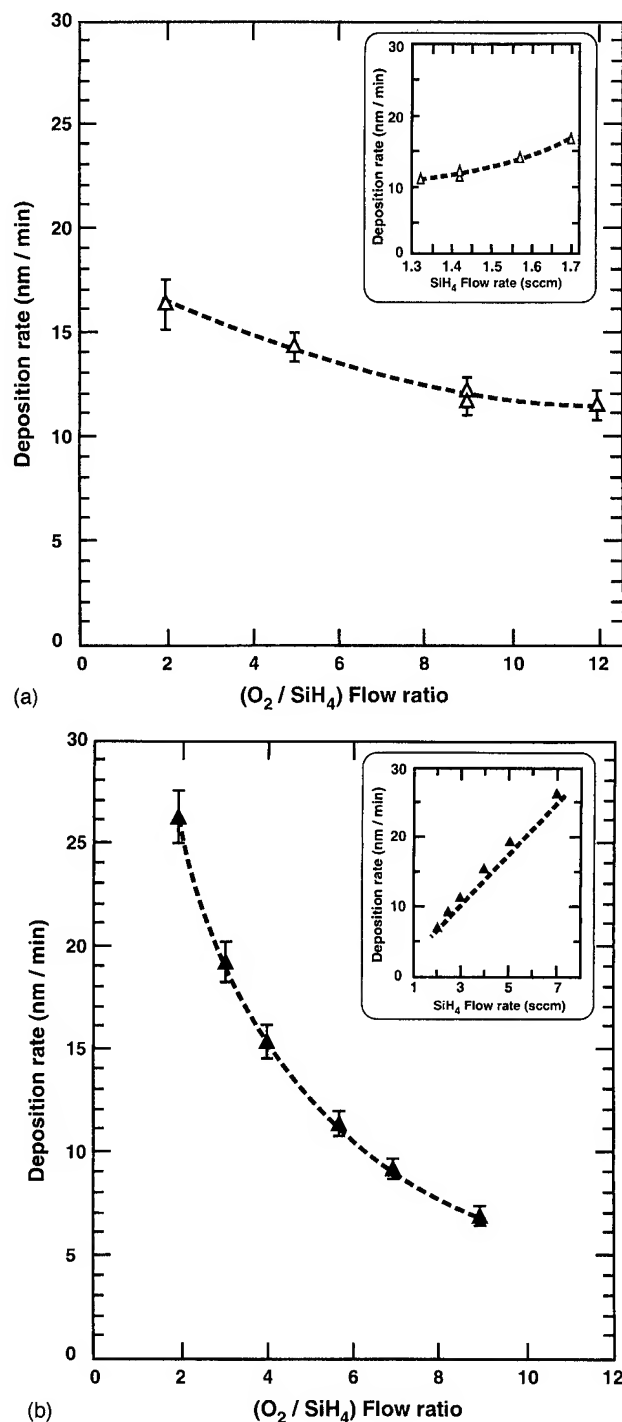 30
25
20
15
10
5
0
Deposition rate (nm / min)
0 2 4 6 8 10 12
(O₂ / SiH₄) Flow ratio
(a)
30
20
10
0
Deposition rate (nm / min)
1.3 1.4 1.5 1.6 1.7
SiH₄ Flow rate (sccm)
30
25
20
15
10
5
0
Deposition rate (nm / min)
0 2 4 6 8 10 12
(O₂ / SiH₄) Flow ratio
(b)
30
20
10
0
Deposition rate (nm / min)
1 3 5 7
SiH₄ Flow rate (sccm)